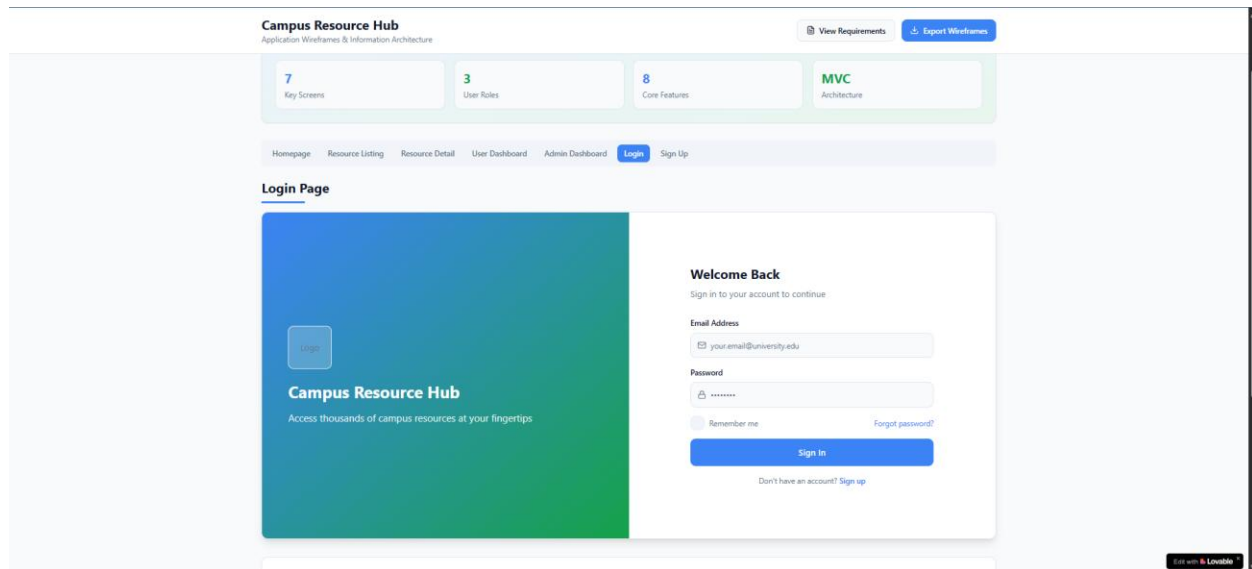 Campus Resource Hub
Application Wireframes & Information Architecture
View Requirements
Export Wireframes
7
Key Screens
3
User Roles
8
Core Features
MVC
Architecture
Homepage Resource Listing Resource Detail User Dashboard Admin Dashboard Login Sign Up
Login Page
Login
Campus Resource Hub
Access thousands of campus resources at your fingertips
Welcome Back
Sign in to your account to continue
Email Address
your.email@university.edu
Password
••••••••
Remember me Forgot password?
Sign In
Don't have an account? Sign up
Edit with Lovable ×